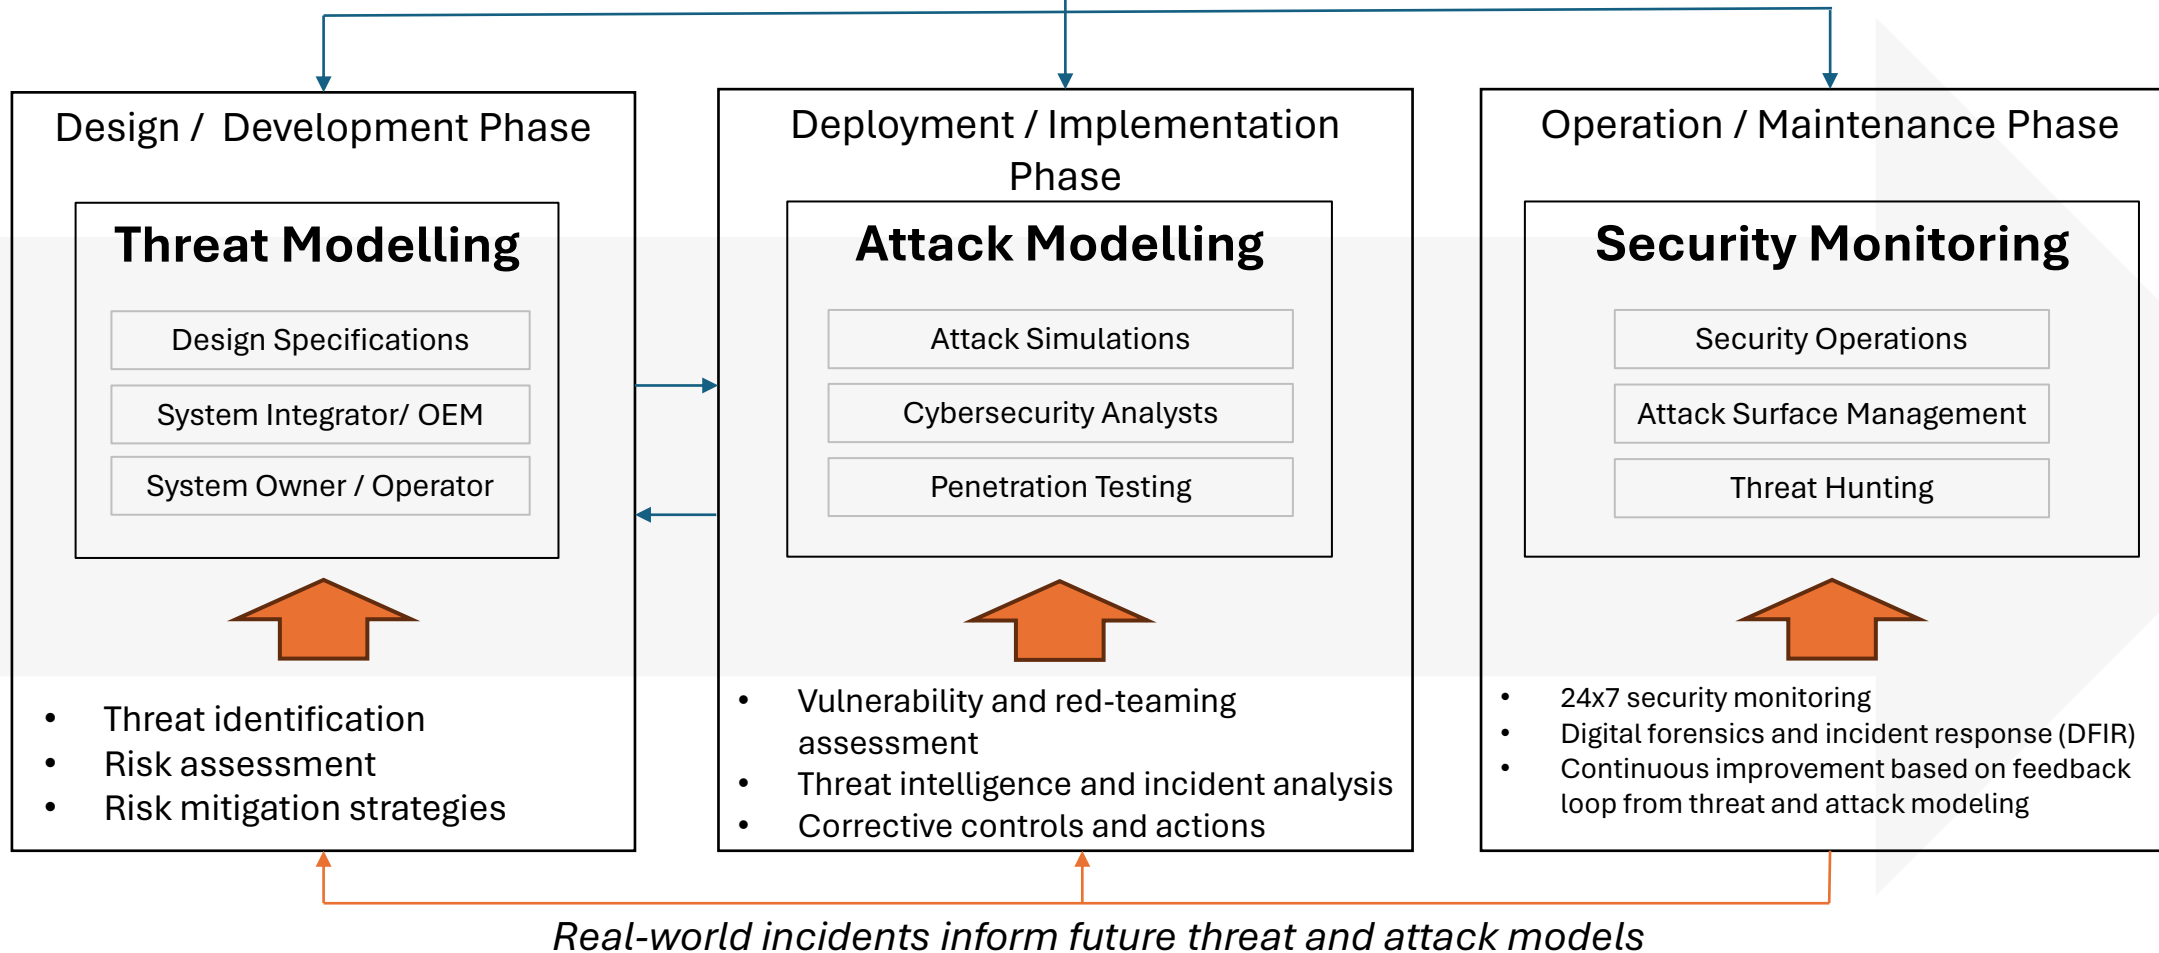 Design /  Development Phase
Threat Modelling
Design Specifications
System Integrator/ OEM
System Owner / Operator
• Threat identification
• Risk assessment
• Risk mitigation strategies
Deployment / Implementation
Phase
Attack Modelling
Attack Simulations
Cybersecurity Analysts
Penetration Testing
• Vulnerability and red-teaming
assessment
• Threat intelligence and incident analysis
• Corrective controls and actions
Operation / Maintenance Phase
Security Monitoring
Security Operations
Attack Surface Management
Threat Hunting
• 24x7 security monitoring
• Digital forensics and incident response (DFIR)
• Continuous improvement based on feedback
loop from threat and attack modeling
Real-world incidents inform future threat and attack models